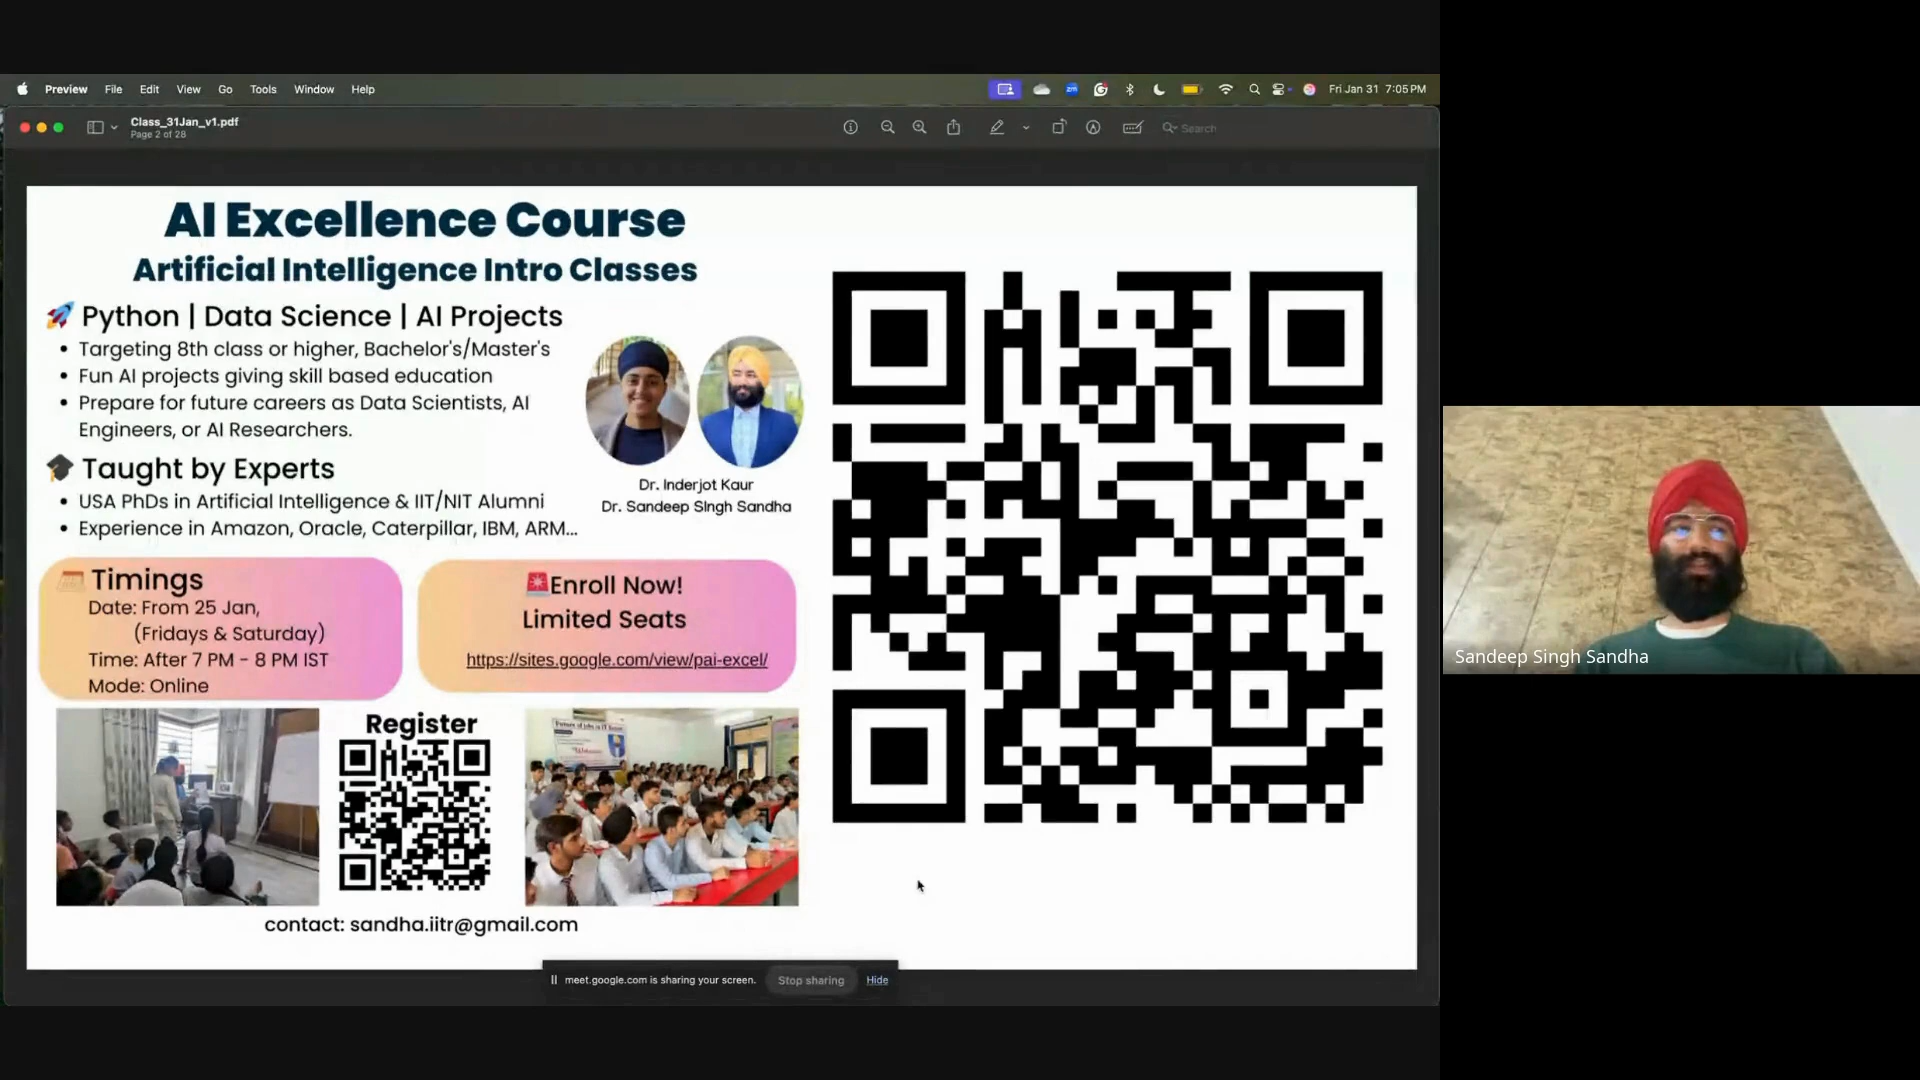 Preview File Edit View Go Tools Window Help
zm
Fri Jan 31 7:05 PM
Class_31Jan_v1.pdf
Page 2 of 28
Search
AI Excellence Course
Artificial Intelligence Intro Classes
Python | Data Science | AI Projects
• Targeting 8th class or higher, Bachelor's/Master's
• Fun AI projects giving skill based education
• Prepare for future careers as Data Scientists, AI
Engineers, or AI Researchers.
Taught by Experts
• USA PhDs in Artificial Intelligence & IIT/NIT Alumni
• Experience in Amazon, Oracle, Caterpillar, IBM, ARM...
Dr. Inderjot Kaur
Dr. Sandeep SIngh Sandha
Timings
Date: From 25 Jan,
(Fridays & Saturday)
Time: After 7 PM - 8 PM IST
Mode: Online
Enroll Now!
Limited Seats
https://sites.google.com/view/pai-excel/
Register
contact: sandha.iitr@gmail.com
meet.google.com is sharing your screen.
Stop sharing
Hide
Sandeep Singh Sandha